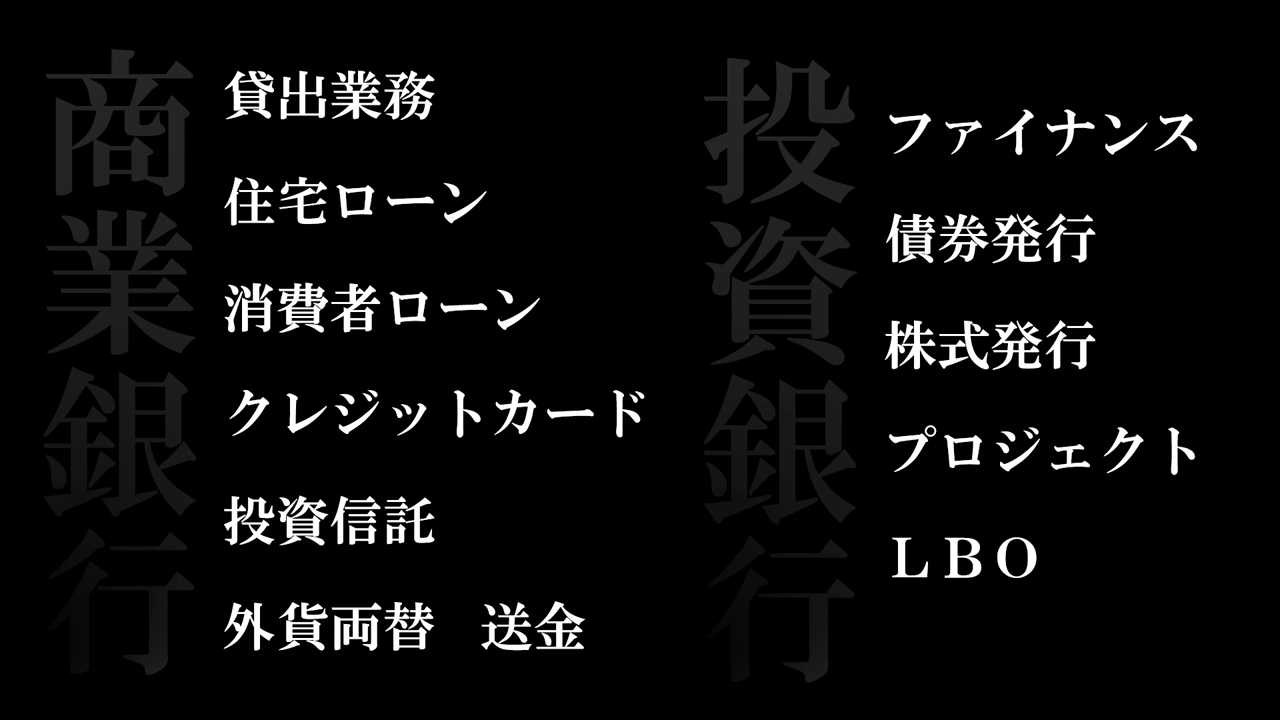 商業銀行
貸出業務
住宅ローン
消費者ローン
クレジットカード
投資信託
外貨両替　送金
投資銀行
ファイナンス
債券発行
株式発行
プロジェクト
ＬＢＯ